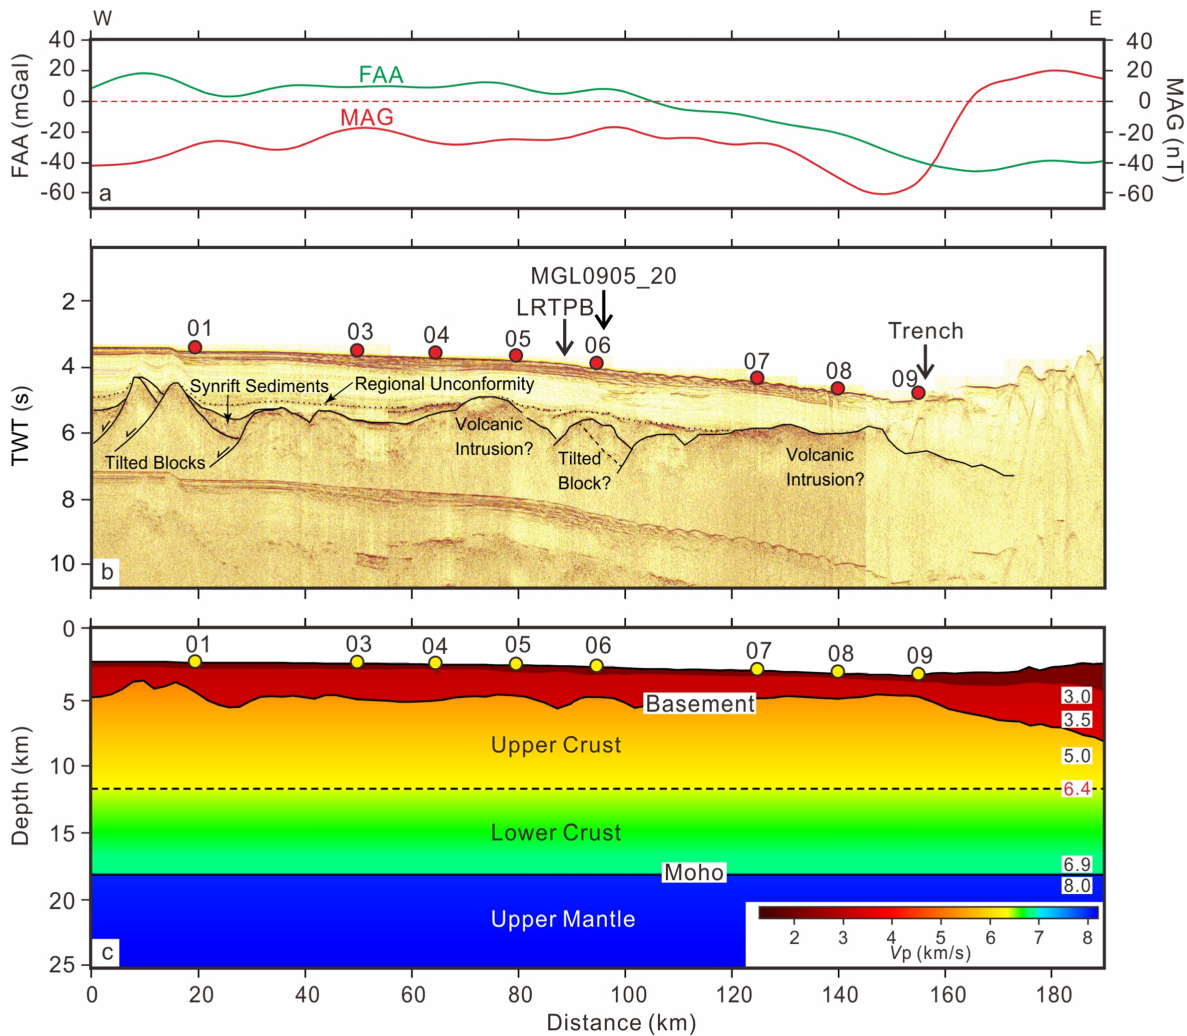 W E
40 40
20 20
0 0
-20 -20
-40 -40
-60 -60
FAA (mGal)
MAG (nT)
FAA
MAG
a
MGL0905_20
LRTPB
Trench
01 03 04 05 06 07 08 09
2
4
6
8
10
TWT (s)
Synrift Sediments
Regional Unconformity
Tilted Blocks
Volcanic
Intrusion?
Tilted
Block?
Volcanic
Intrusion?
b
0
5
10
15
20
25
Depth (km)
01 03 04 05 06 07 08 09
Basement
3.0
3.5
Upper Crust
5.0
6.4
Lower Crust
6.9
Moho
8.0
Upper Mantle
2 3 4 5 6 7 8
Vp (km/s)
c
0 20 40 60 80 100 120 140 160 180
Distance (km)